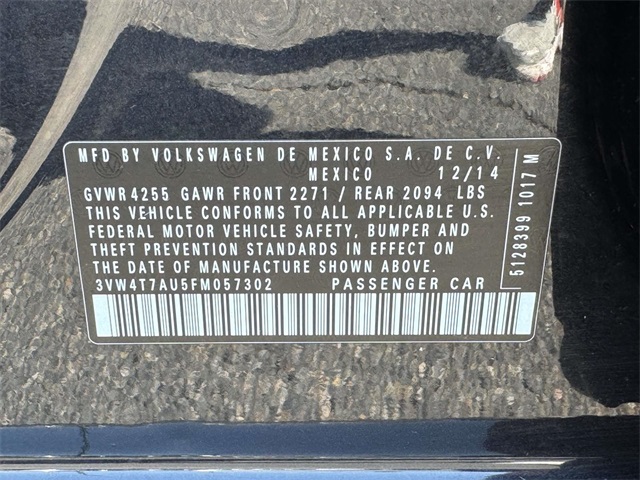 MFD BY VOLKSWAGEN DE MEXICO S.A. DE C.V.
MEXICO 12/14
GVWR 4255 GAWR FRONT 2271 / REAR 2094 LBS
THIS VEHICLE CONFORMS TO ALL APPLICABLE U.S.
FEDERAL MOTOR VEHICLE SAFETY, BUMPER AND
THEFT PREVENTION STANDARDS IN EFFECT ON
THE DATE OF MANUFACTURE SHOWN ABOVE.
3VW4T7AU5FM057302 PASSENGER CAR
5128399 1017 M